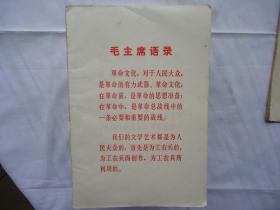 毛主席语录
革命文化，对于人民大众，
是革命的有力武器。革命文化，
在革命前，是革命的思想准备；
在革命中，是革命总战线中的
一条必要和重要的战线。
我们的文学艺术都是为人
民大众的，首先是为工农兵的，
为工农兵而创作，为工农兵所
利用的。